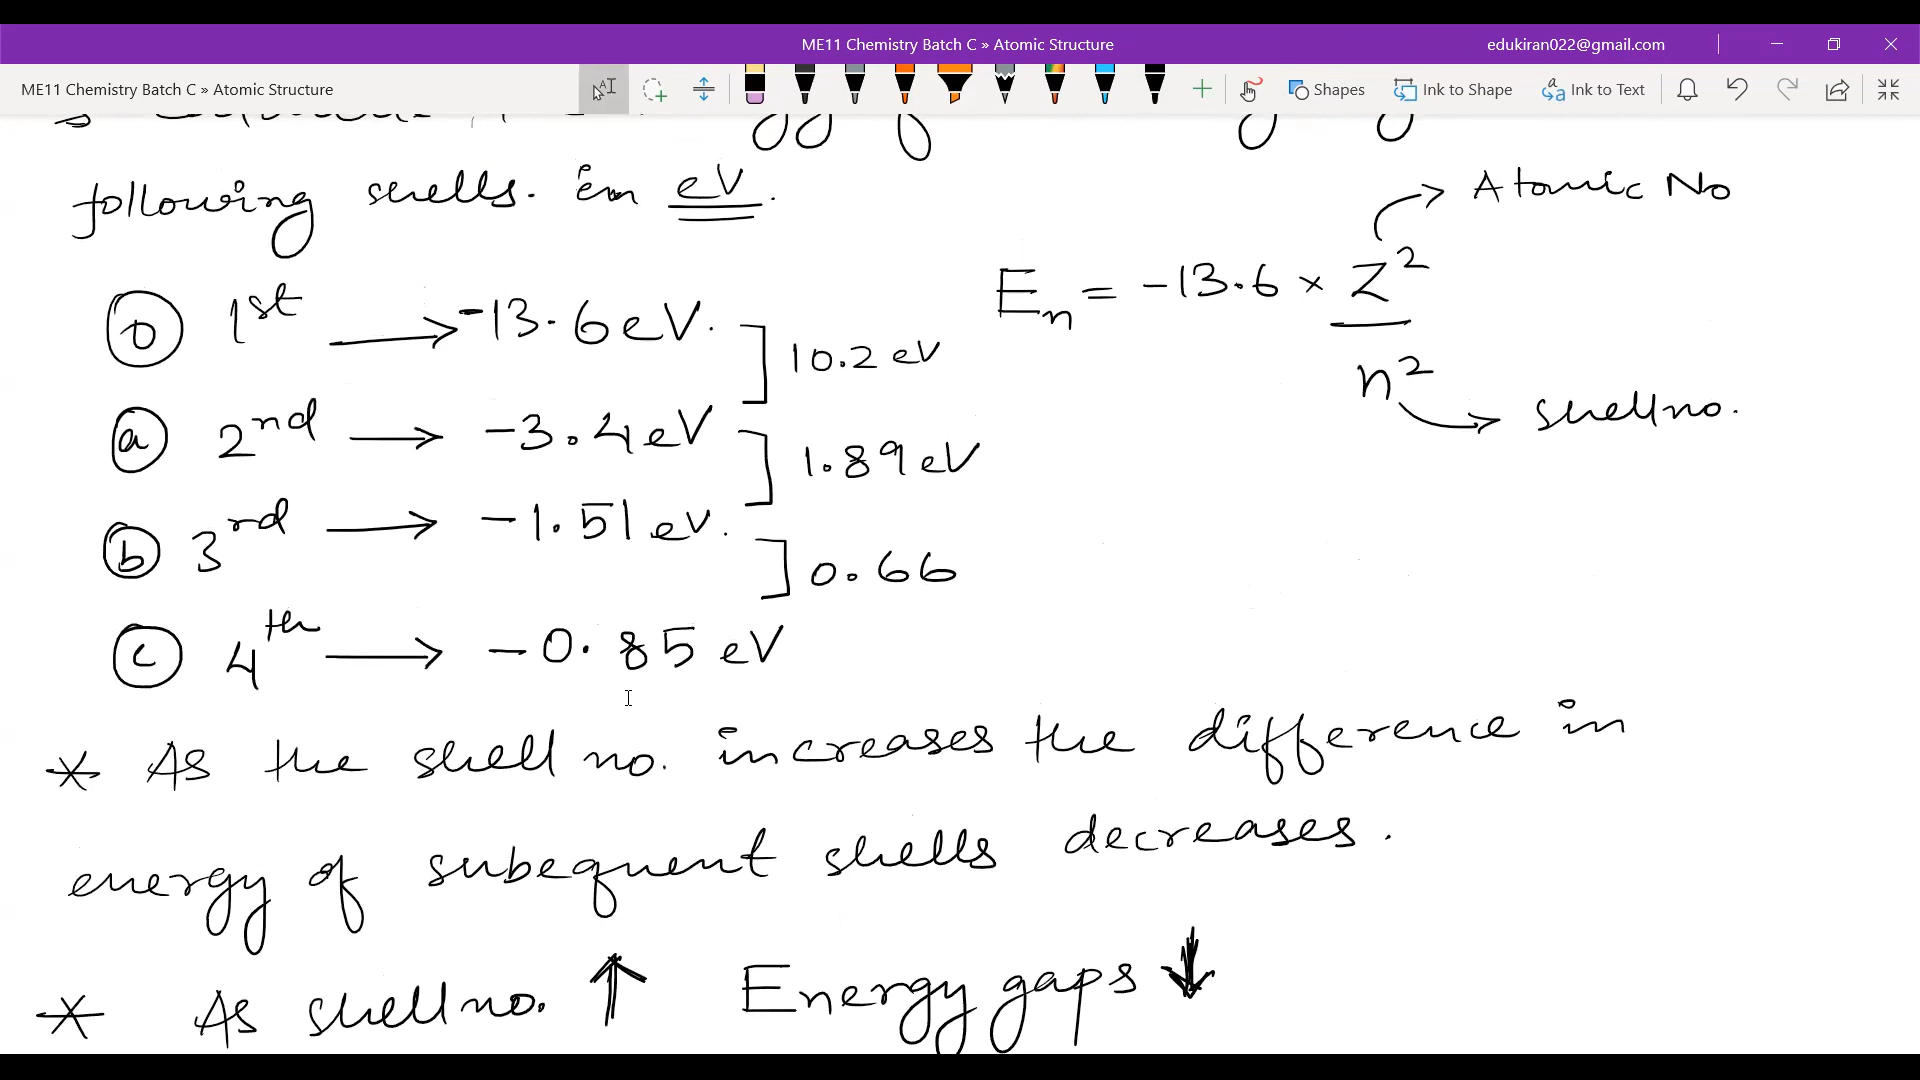 ME11 Chemistry Batch C » Atomic Structure
edukiran022@gmail.com
ME11 Chemistry Batch C » Atomic Structure
Shapes
Ink to Shape
Ink to Text
following shells. in eV.
Atomic No
En = -13.6 × Z²
n²
shell no.
0 1st → -13.6 eV.
10.2 eV
a 2nd → -3.4 eV
1.89 eV
b 3rd → -1.51 eV.
0.66
c 4th → -0.85 eV
* As the shell no. increases the difference in
energy of subequent shells decreases.
* As shell no. ↑ Energy gaps ↓